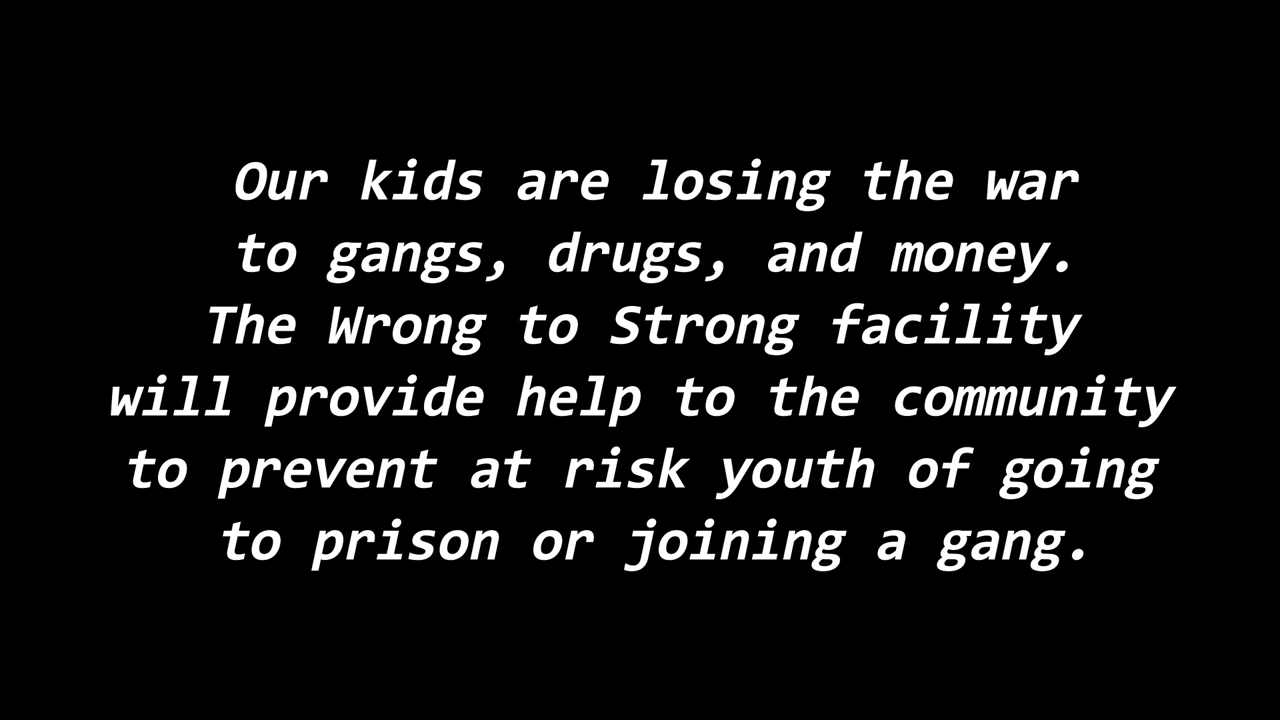 Our kids are losing the war
to gangs, drugs, and money.
The Wrong to Strong facility
will provide help to the community
to prevent at risk youth of going
to prison or joining a gang.